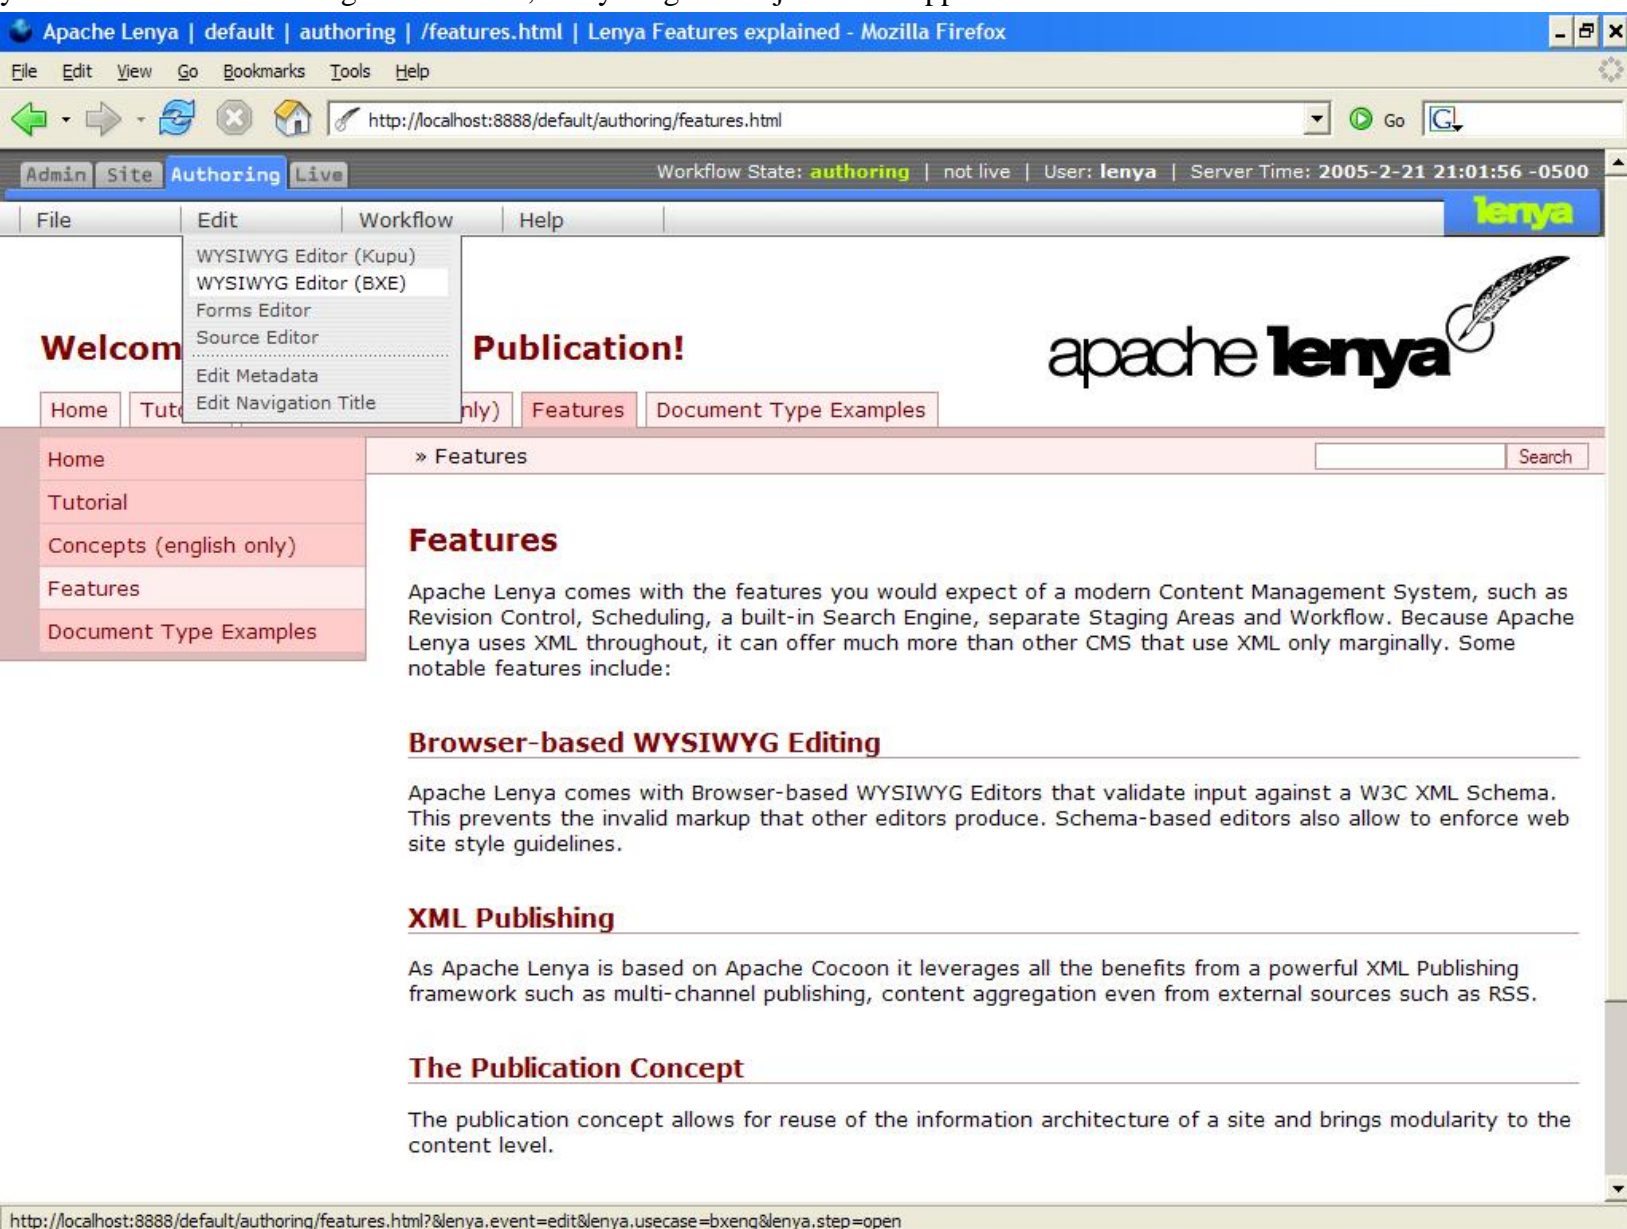 Apache Lenya | default | authoring | /features.html | Lenya Features explained - Mozilla Firefox
File Edit View Go Bookmarks Tools Help
http://localhost:8888/default/authoring/features.html Go
Admin Site Authoring Live Workflow State: authoring | not live | User: lenya | Server Time: 2005-2-21 21:01:56 -0500
File Edit Workflow Help lenya
WYSIWYG Editor (Kupu)
WYSIWYG Editor (BXE)
Forms Editor
Source Editor
Edit Metadata
Edit Navigation Title
Welcom Publication!
apache lenya
Home Tuto nly) Features Document Type Examples
Home
Tutorial
Concepts (english only)
Features
Document Type Examples
» Features Search
Features
Apache Lenya comes with the features you would expect of a modern Content Management System, such as
Revision Control, Scheduling, a built-in Search Engine, separate Staging Areas and Workflow. Because Apache
Lenya uses XML throughout, it can offer much more than other CMS that use XML only marginally. Some
notable features include:
Browser-based WYSIWYG Editing
Apache Lenya comes with Browser-based WYSIWYG Editors that validate input against a W3C XML Schema.
This prevents the invalid markup that other editors produce. Schema-based editors also allow to enforce web
site style guidelines.
XML Publishing
As Apache Lenya is based on Apache Cocoon it leverages all the benefits from a powerful XML Publishing
framework such as multi-channel publishing, content aggregation even from external sources such as RSS.
The Publication Concept
The publication concept allows for reuse of the information architecture of a site and brings modularity to the
content level.
http://localhost:8888/default/authoring/features.html?&lenya.event=edit&lenya.usecase=bxeng&lenya.step=open